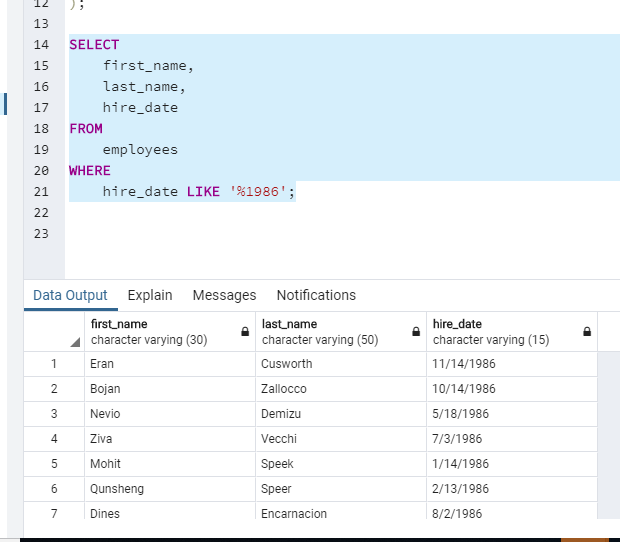 12 );
13
14 SELECT
15 first_name,
16 last_name,
17 hire_date
18 FROM
19 employees
20 WHERE
21 hire_date LIKE '%1986';
22
23
Data Output Explain Messages Notifications
first_name last_name hire_date
character varying (30) character varying (50) character varying (15)
1 Eran Cusworth 11/14/1986
2 Bojan Zallocco 10/14/1986
3 Nevio Demizu 5/18/1986
4 Ziva Vecchi 7/3/1986
5 Mohit Speek 1/14/1986
6 Qunsheng Speer 2/13/1986
7 Dines Encarnacion 8/2/1986